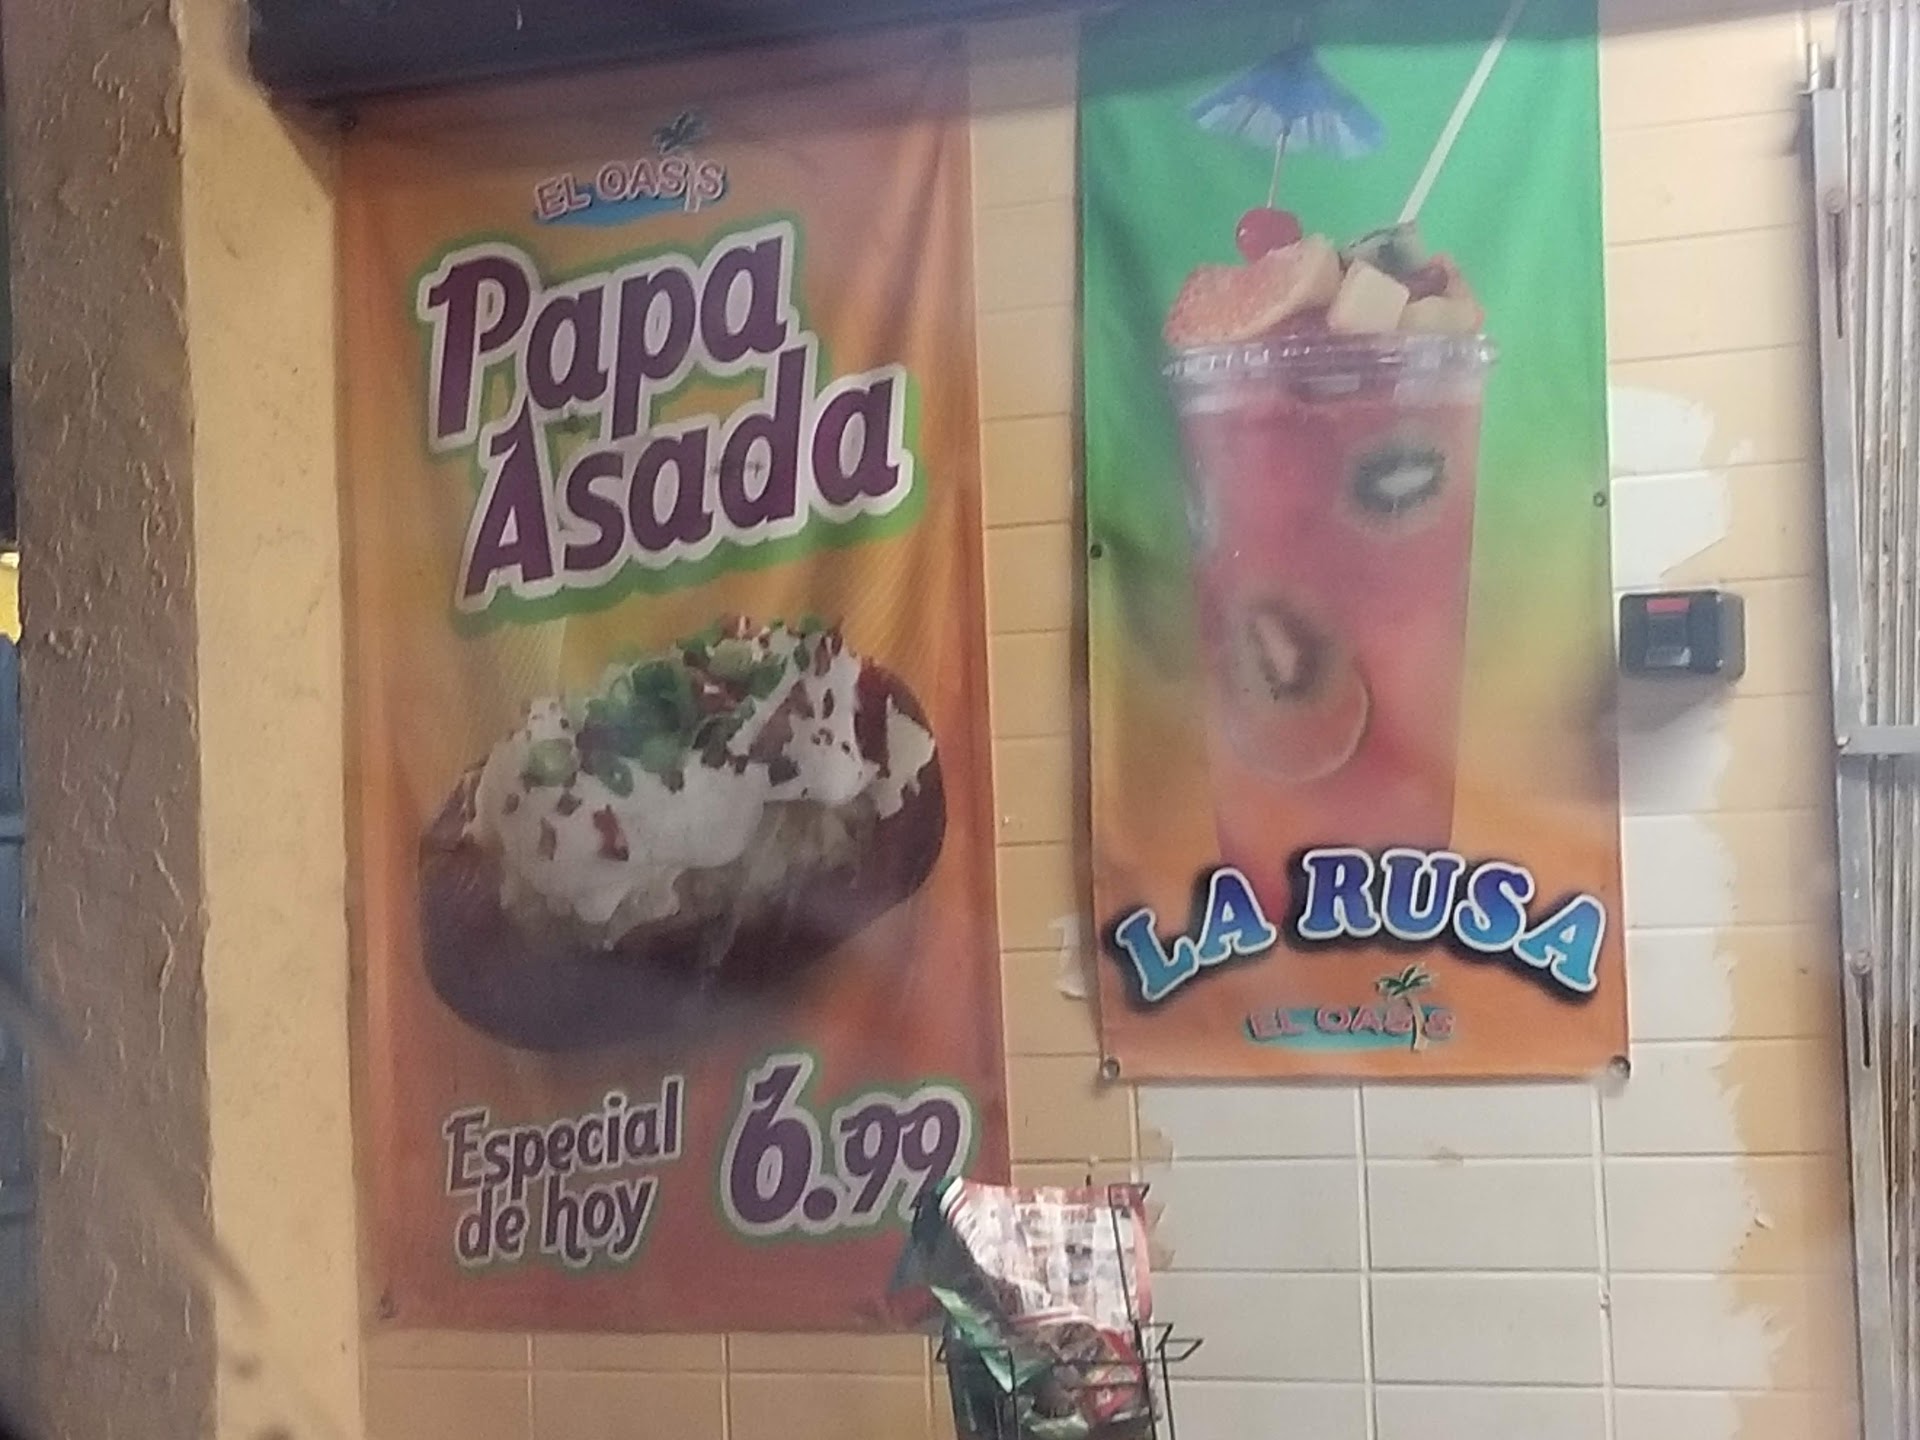 EL OASIS
Papa
Asada
Especial
de hoy
6.99
LA RUSA
EL OASIS